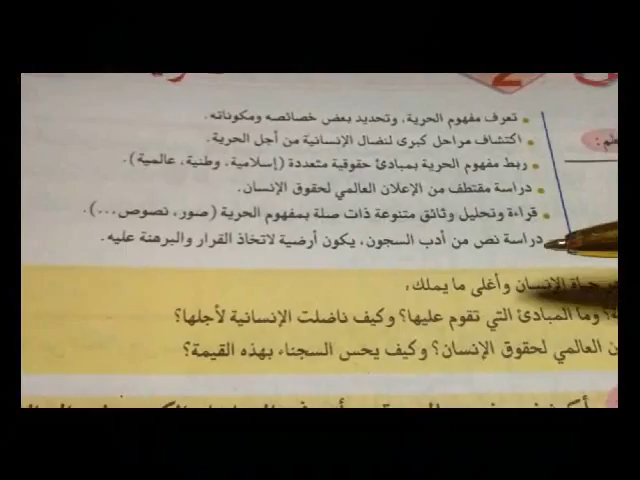 2
تعلم:
• تعرف مفهوم الحرية، وتحديد بعض خصائصه ومكوناته.
• اكتشاف مراحل كبرى لنضال الإنسانية من أجل الحرية.
• ربط مفهوم الحرية بمبادئ حقوقية متعددة (إسلامية، وطنية، عالمية).
• دراسة مقتطف من الإعلان العالمي لحقوق الإنسان.
• قراءة وتحليل وثائق متنوعة ذات صلة بمفهوم الحرية (صور، نصوص...).
دراسة نص من أدب السجون، يكون أرضية لاتخاذ القرار والبرهنة عليه.
حياة الإنسان وأغلى ما يملك،
؟ وما المبادئ التي تقوم عليها؟ وكيف ناضلت الإنسانية لأجلها؟
ن العالمي لحقوق الإنسان؟ وكيف يحس السجناء بهذه القيمة؟